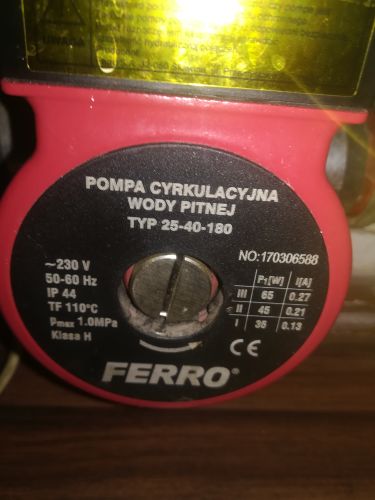 UWAGA
POMPA CYRKULACYJNA
WODY PITNEJ
TYP 25-40-180
NO:170306588
~230 V
50-60 Hz
IP 44
TF 110°C
Pmax 1.0MPa
Klasa H
P₁[W] I[A]
III 65 0.27
II 45 0.21
I 35 0.13
CE
FERRO®